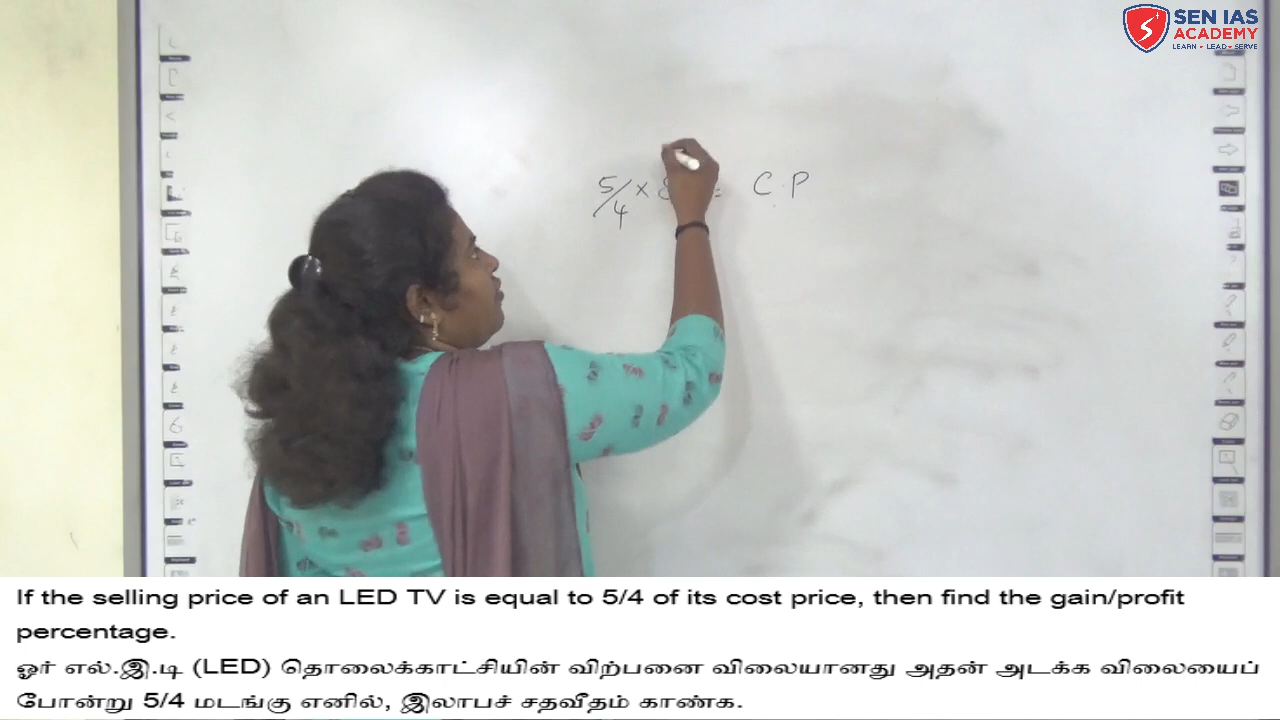 SEN IAS
ACADEMY
LEARN • LEAD • SERVE
5/4 × = C.P
If the selling price of an LED TV is equal to 5/4 of its cost price, then find the gain/profit
percentage.
ஓர் எல்.இ.டி (LED) தொலைக்காட்சியின் விற்பனை விலையானது அதன் அடக்க விலையைப்
போன்று 5/4 மடங்கு எனில், இலாபச் சதவீதம் காண்க.